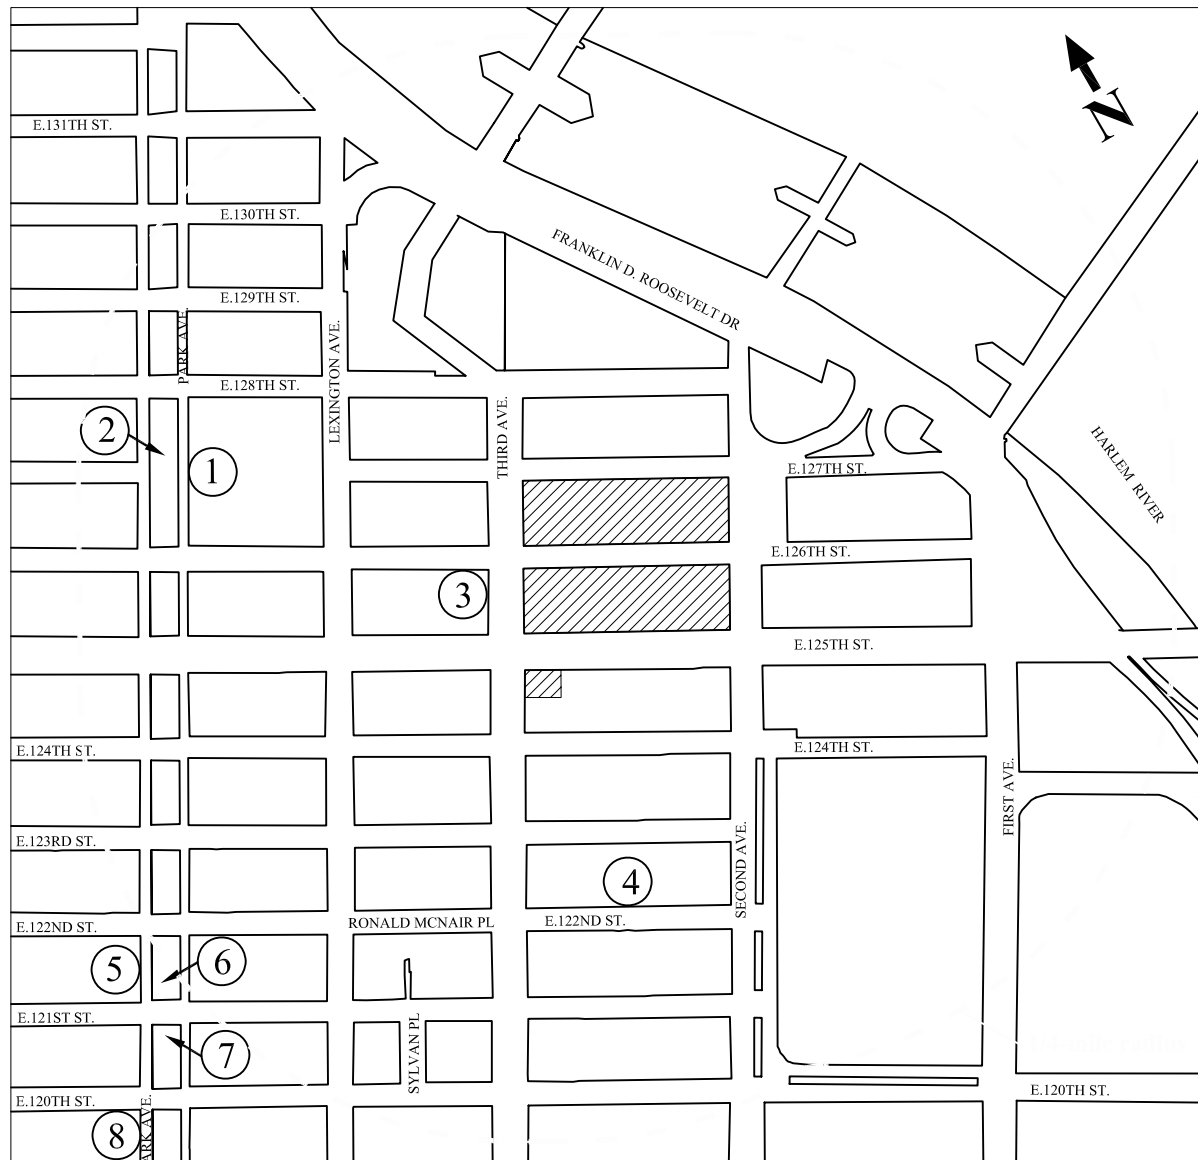 N
E.131TH ST.
E.130TH ST.
FRANKLIN D. ROOSEVELT DR
E.129TH ST.
PARK AVE.
LEXINGTON AVE.
E.128TH ST.
THIRD AVE.
2
1
HARLEM RIVER
E.127TH ST.
E.126TH ST.
3
E.125TH ST.
E.124TH ST.
E.124TH ST.
FIRST AVE.
E.123RD ST.
SECOND AVE.
4
E.122ND ST.
RONALD MCNAIR PL
E.122ND ST.
5
6
E.121ST ST.
SYLVAN PL
7
E.120TH ST.
E.120TH ST.
ARK AVE.
8